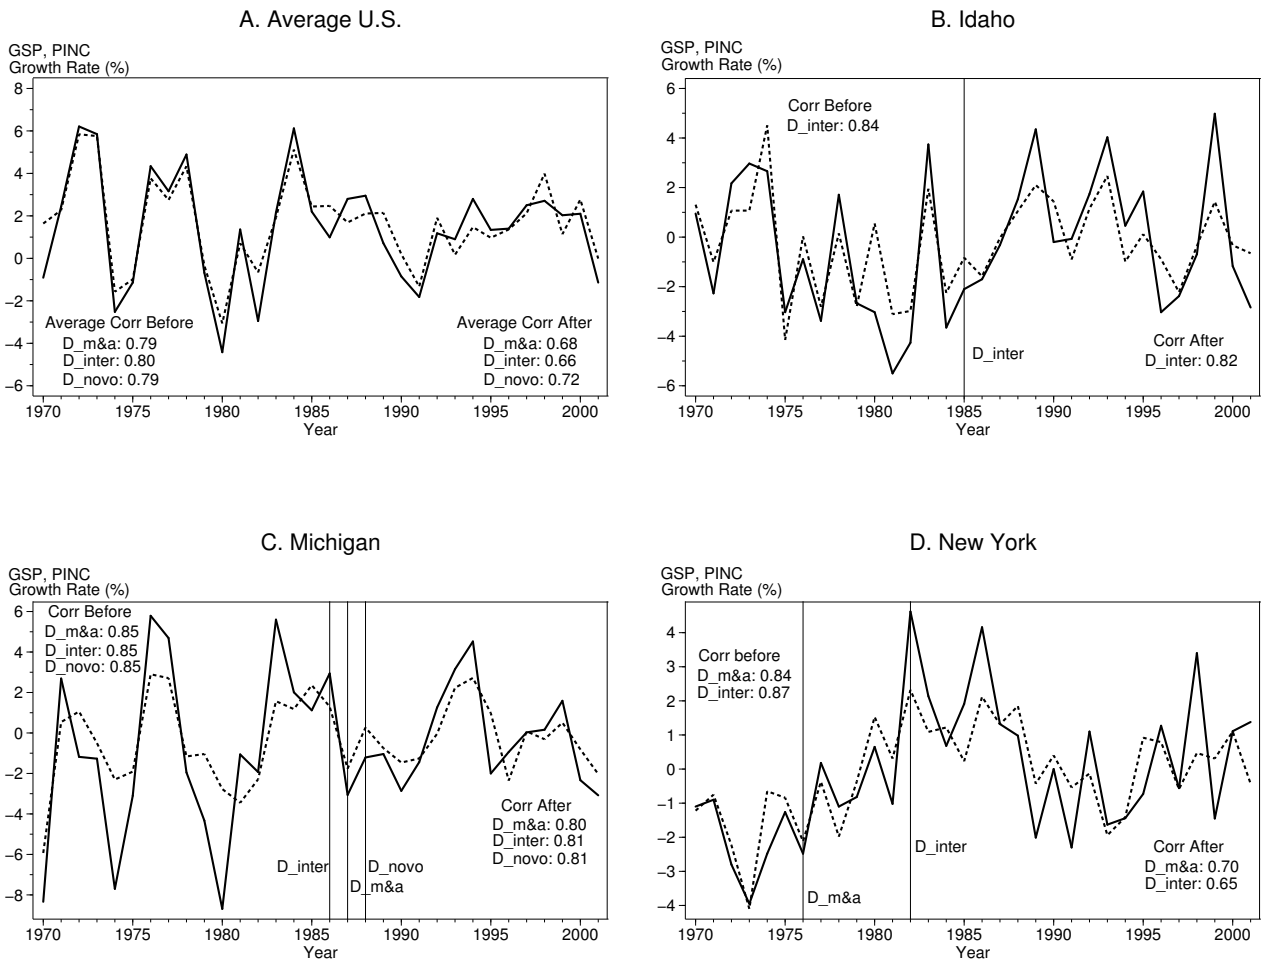 A. Average U.S.
GSP, PINC
Growth Rate (%)
8
6
4
2
0
−2
−4
−6
Average Corr Before
D_m&a: 0.79
D_inter: 0.80
D_novo: 0.79
Average Corr After
D_m&a: 0.68
D_inter: 0.66
D_novo: 0.72
1970 1975 1980 1985 1990 1995 2000
Year
B. Idaho
GSP, PINC
Growth Rate (%)
6
4
2
0
−2
−4
−6
Corr Before
D_inter: 0.84
D_inter
Corr After
D_inter: 0.82
1970 1975 1980 1985 1990 1995 2000
Year
C. Michigan
GSP, PINC
Growth Rate (%)
6
4
2
0
−2
−4
−6
−8
Corr Before
D_m&a: 0.85
D_inter: 0.85
D_novo: 0.85
Corr After
D_m&a: 0.80
D_inter: 0.81
D_novo: 0.81
D_inter
D_novo
D_m&a
1970 1975 1980 1985 1990 1995 2000
Year
D. New York
GSP, PINC
Growth Rate (%)
4
3
2
1
0
−1
−2
−3
−4
Corr before
D_m&a: 0.84
D_inter: 0.87
D_inter
D_m&a
Corr After
D_m&a: 0.70
D_inter: 0.65
1970 1975 1980 1985 1990 1995 2000
Year